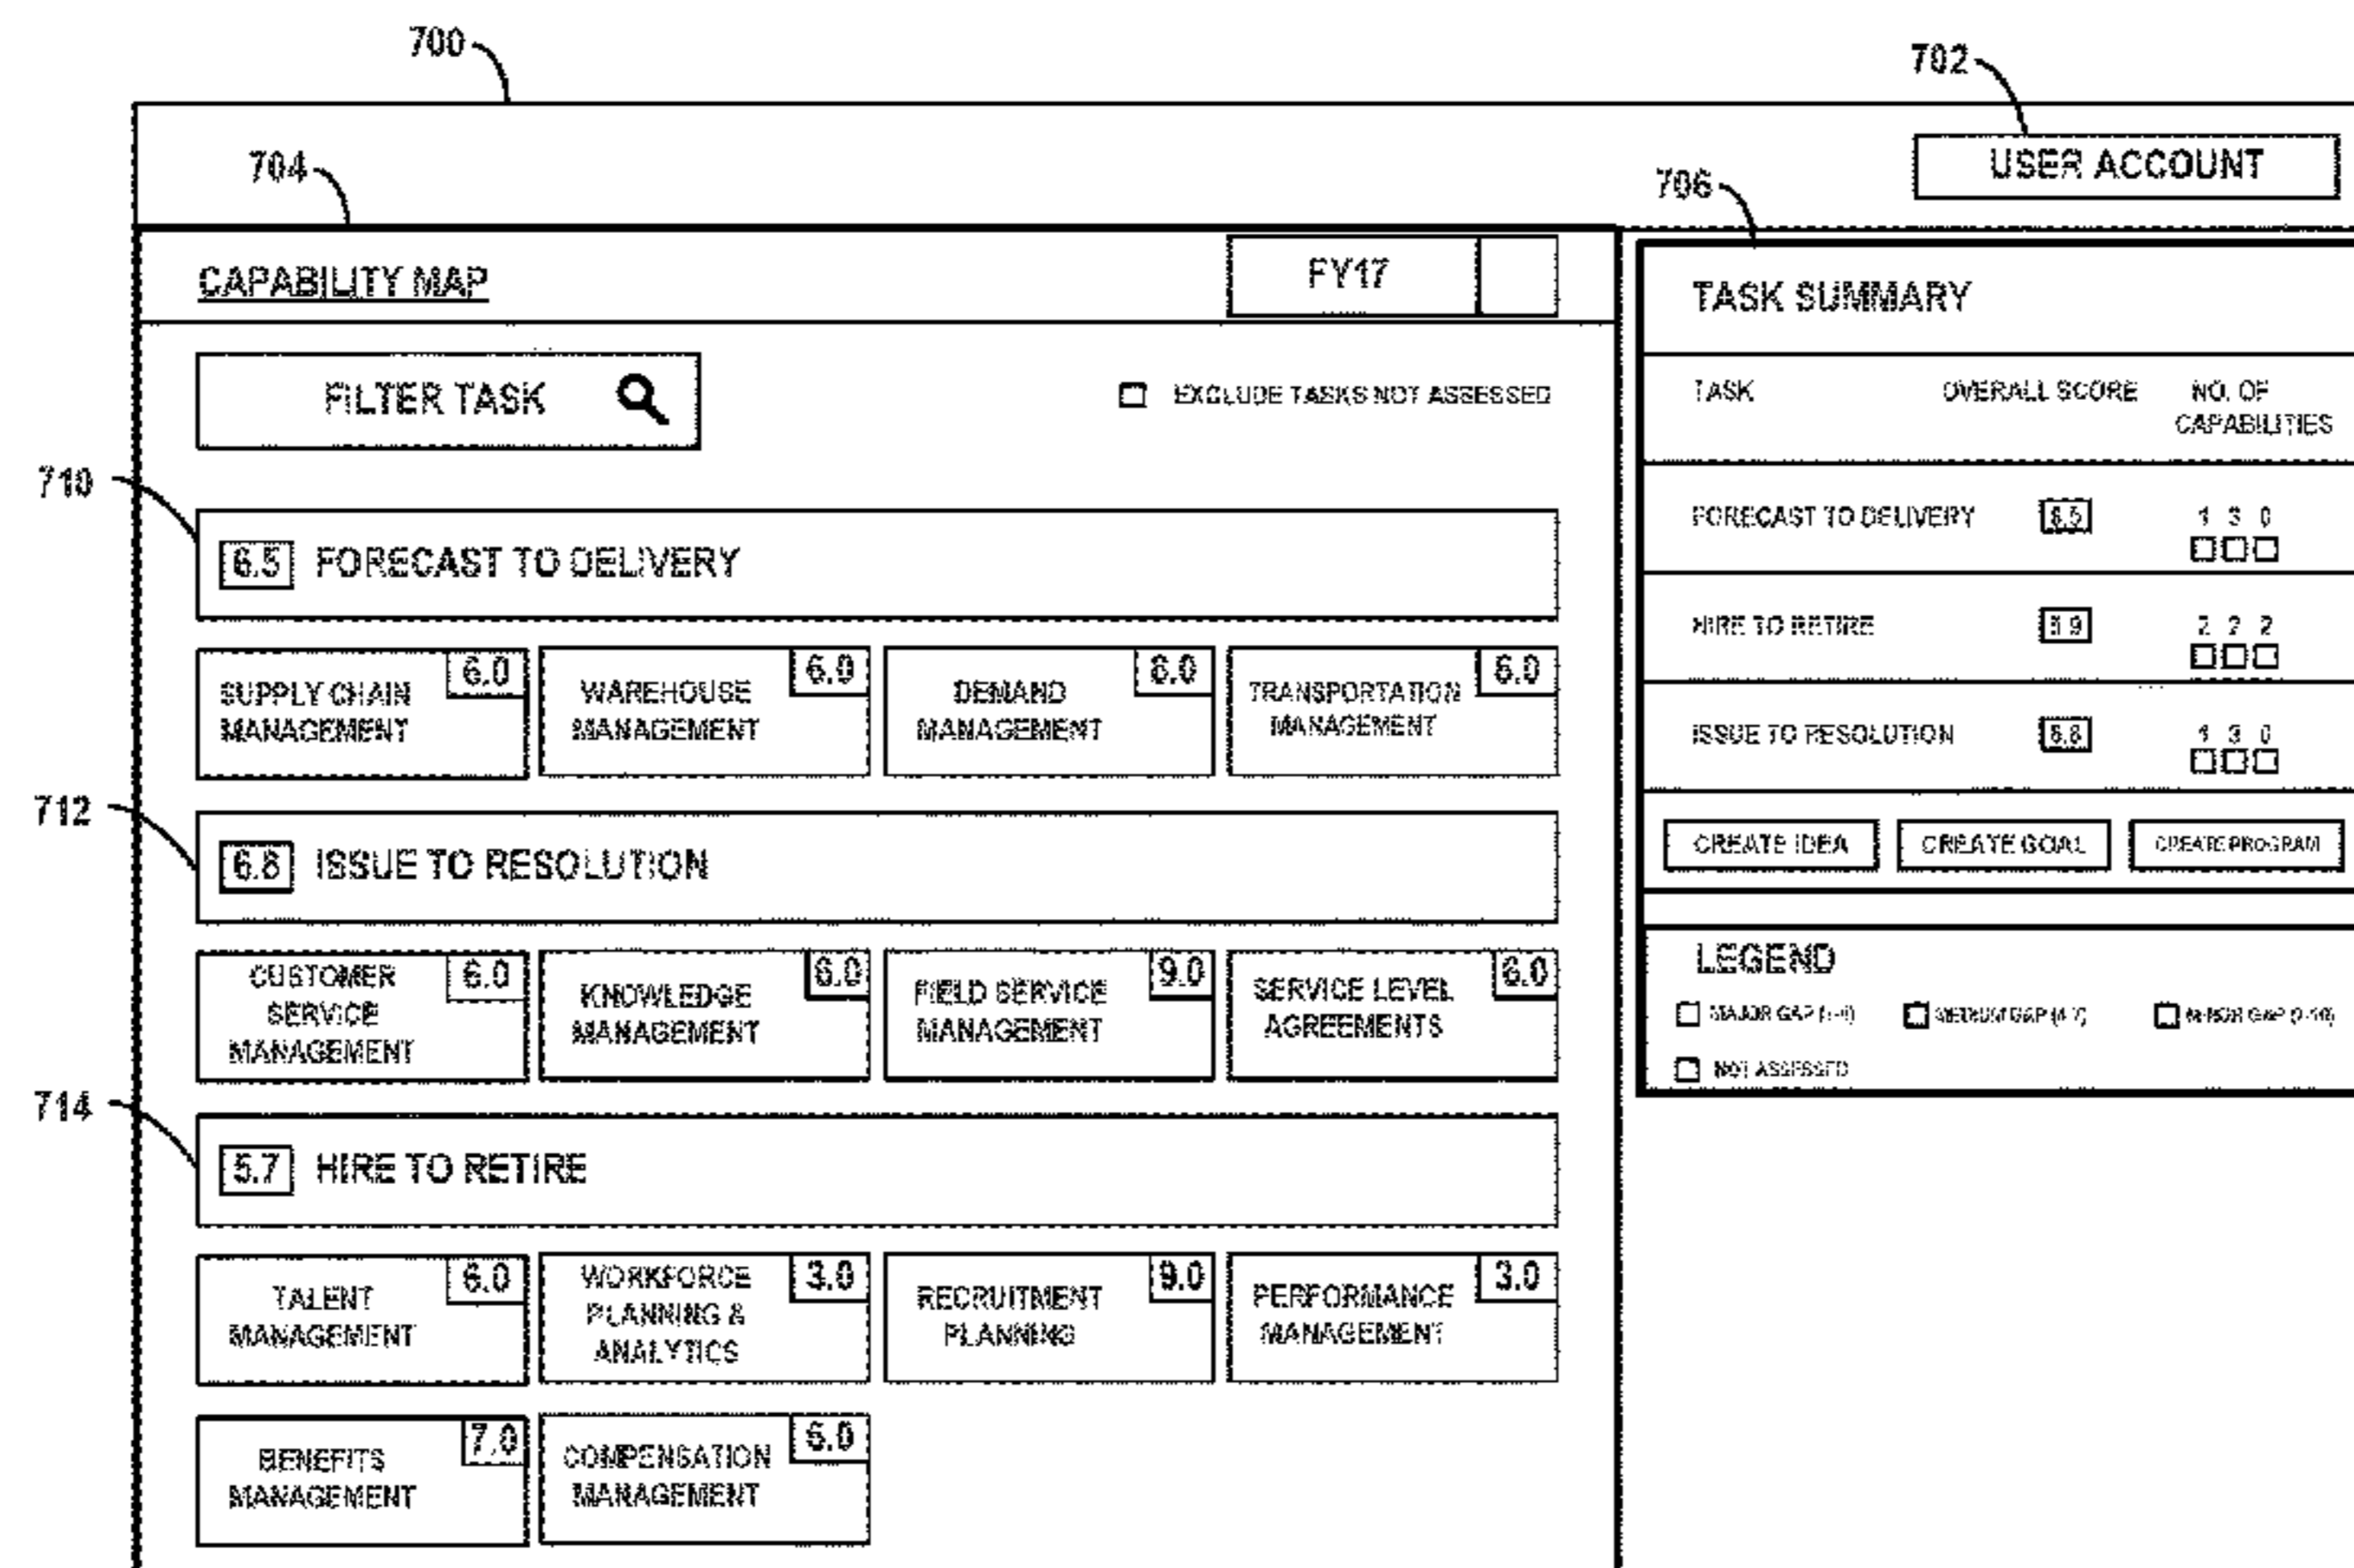 700
702
704
706
USER ACCOUNT
CAPABILITY MAP
FY17
FILTER TASK
EXCLUDE TASKS NOT ASSESSED
710
6.5 FORECAST TO DELIVERY
SUPPLY CHAIN
MANAGEMENT
6.0
WAREHOUSE
MANAGEMENT
6.0
DEMAND
MANAGEMENT
TRANSPORTATION
MANAGEMENT
6.0
712
6.8 ISSUE TO RESOLUTION
CUSTOMER
SERVICE
MANAGEMENT
6.0
KNOWLEDGE
MANAGEMENT
6.0
FIELD SERVICE
MANAGEMENT
9.0
SERVICE LEVEL
AGREEMENTS
6.0
714
5.7 HIRE TO RETIRE
TALENT
MANAGEMENT
6.0
WORKFORCE
PLANNING &
ANALYTICS
3.0
RECRUITMENT
PLANNING
9.0
PERFORMANCE
MANAGEMENT
3.0
BENEFITS
MANAGEMENT
7.0
COMPENSATION
MANAGEMENT
TASK SUMMARY
TASK OVERALL SCORE NO. OF
CAPABILITIES
FORECAST TO DELIVERY 6.5 1 3 0
HIRE TO RETIRE 2 2 2
ISSUE TO RESOLUTION 6.8 1 3 0
CREATE IDEA CREATE GOAL CREATE PROGRAM
LEGEND
MAJOR GAP MEDIUM GAP MINOR GAP
NOT ASSESSED